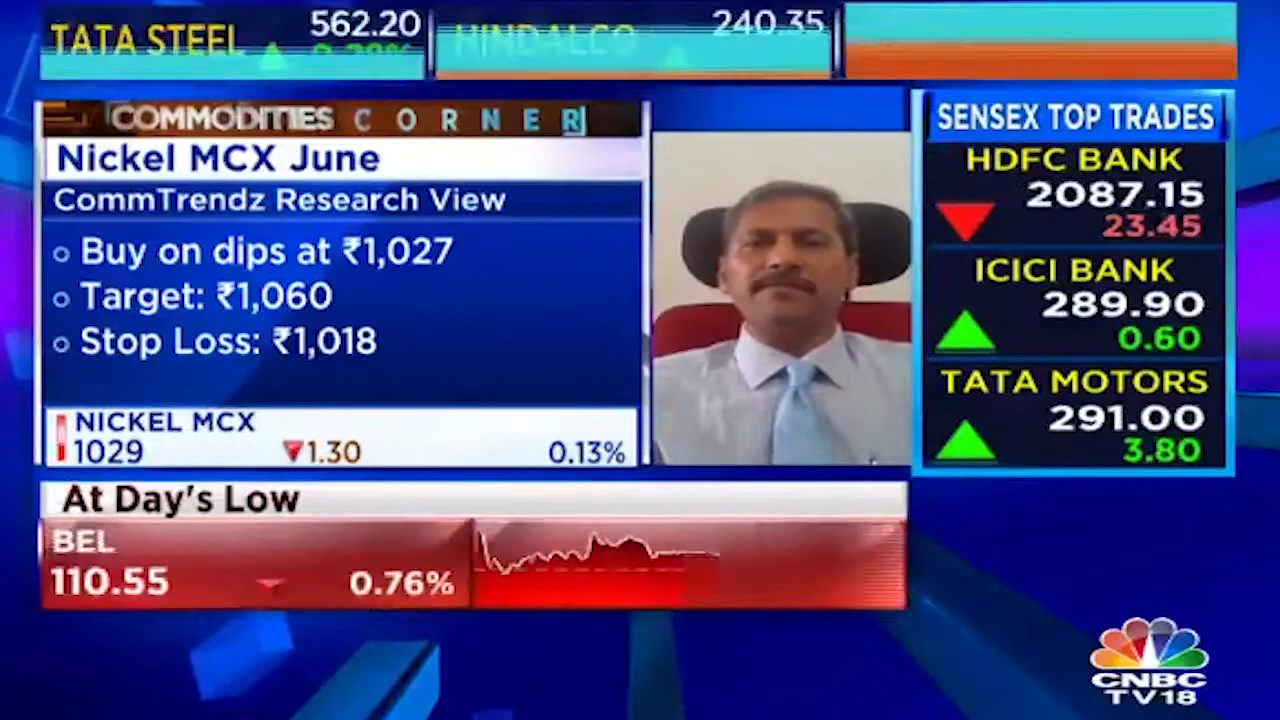 TATA STEEL 562.20
HINDALCO 240.35
COMMODITIES CORNER
Nickel MCX June
CommTrendz Research View
Buy on dips at ₹1,027
Target: ₹1,060
Stop Loss: ₹1,018
NICKEL MCX
1029 1.30 0.13%
At Day's Low
BEL
110.55 0.76%
SENSEX TOP TRADES
HDFC BANK
2087.15
23.45
ICICI BANK
289.90
0.60
TATA MOTORS
291.00
3.80
CNBC
TV18